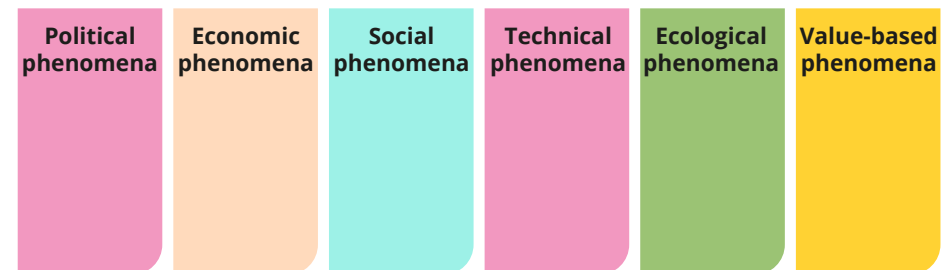 Political
phenomena
Economic
phenomena
Social
phenomena
Technical
phenomena
Ecological
phenomena
Value-based
phenomena